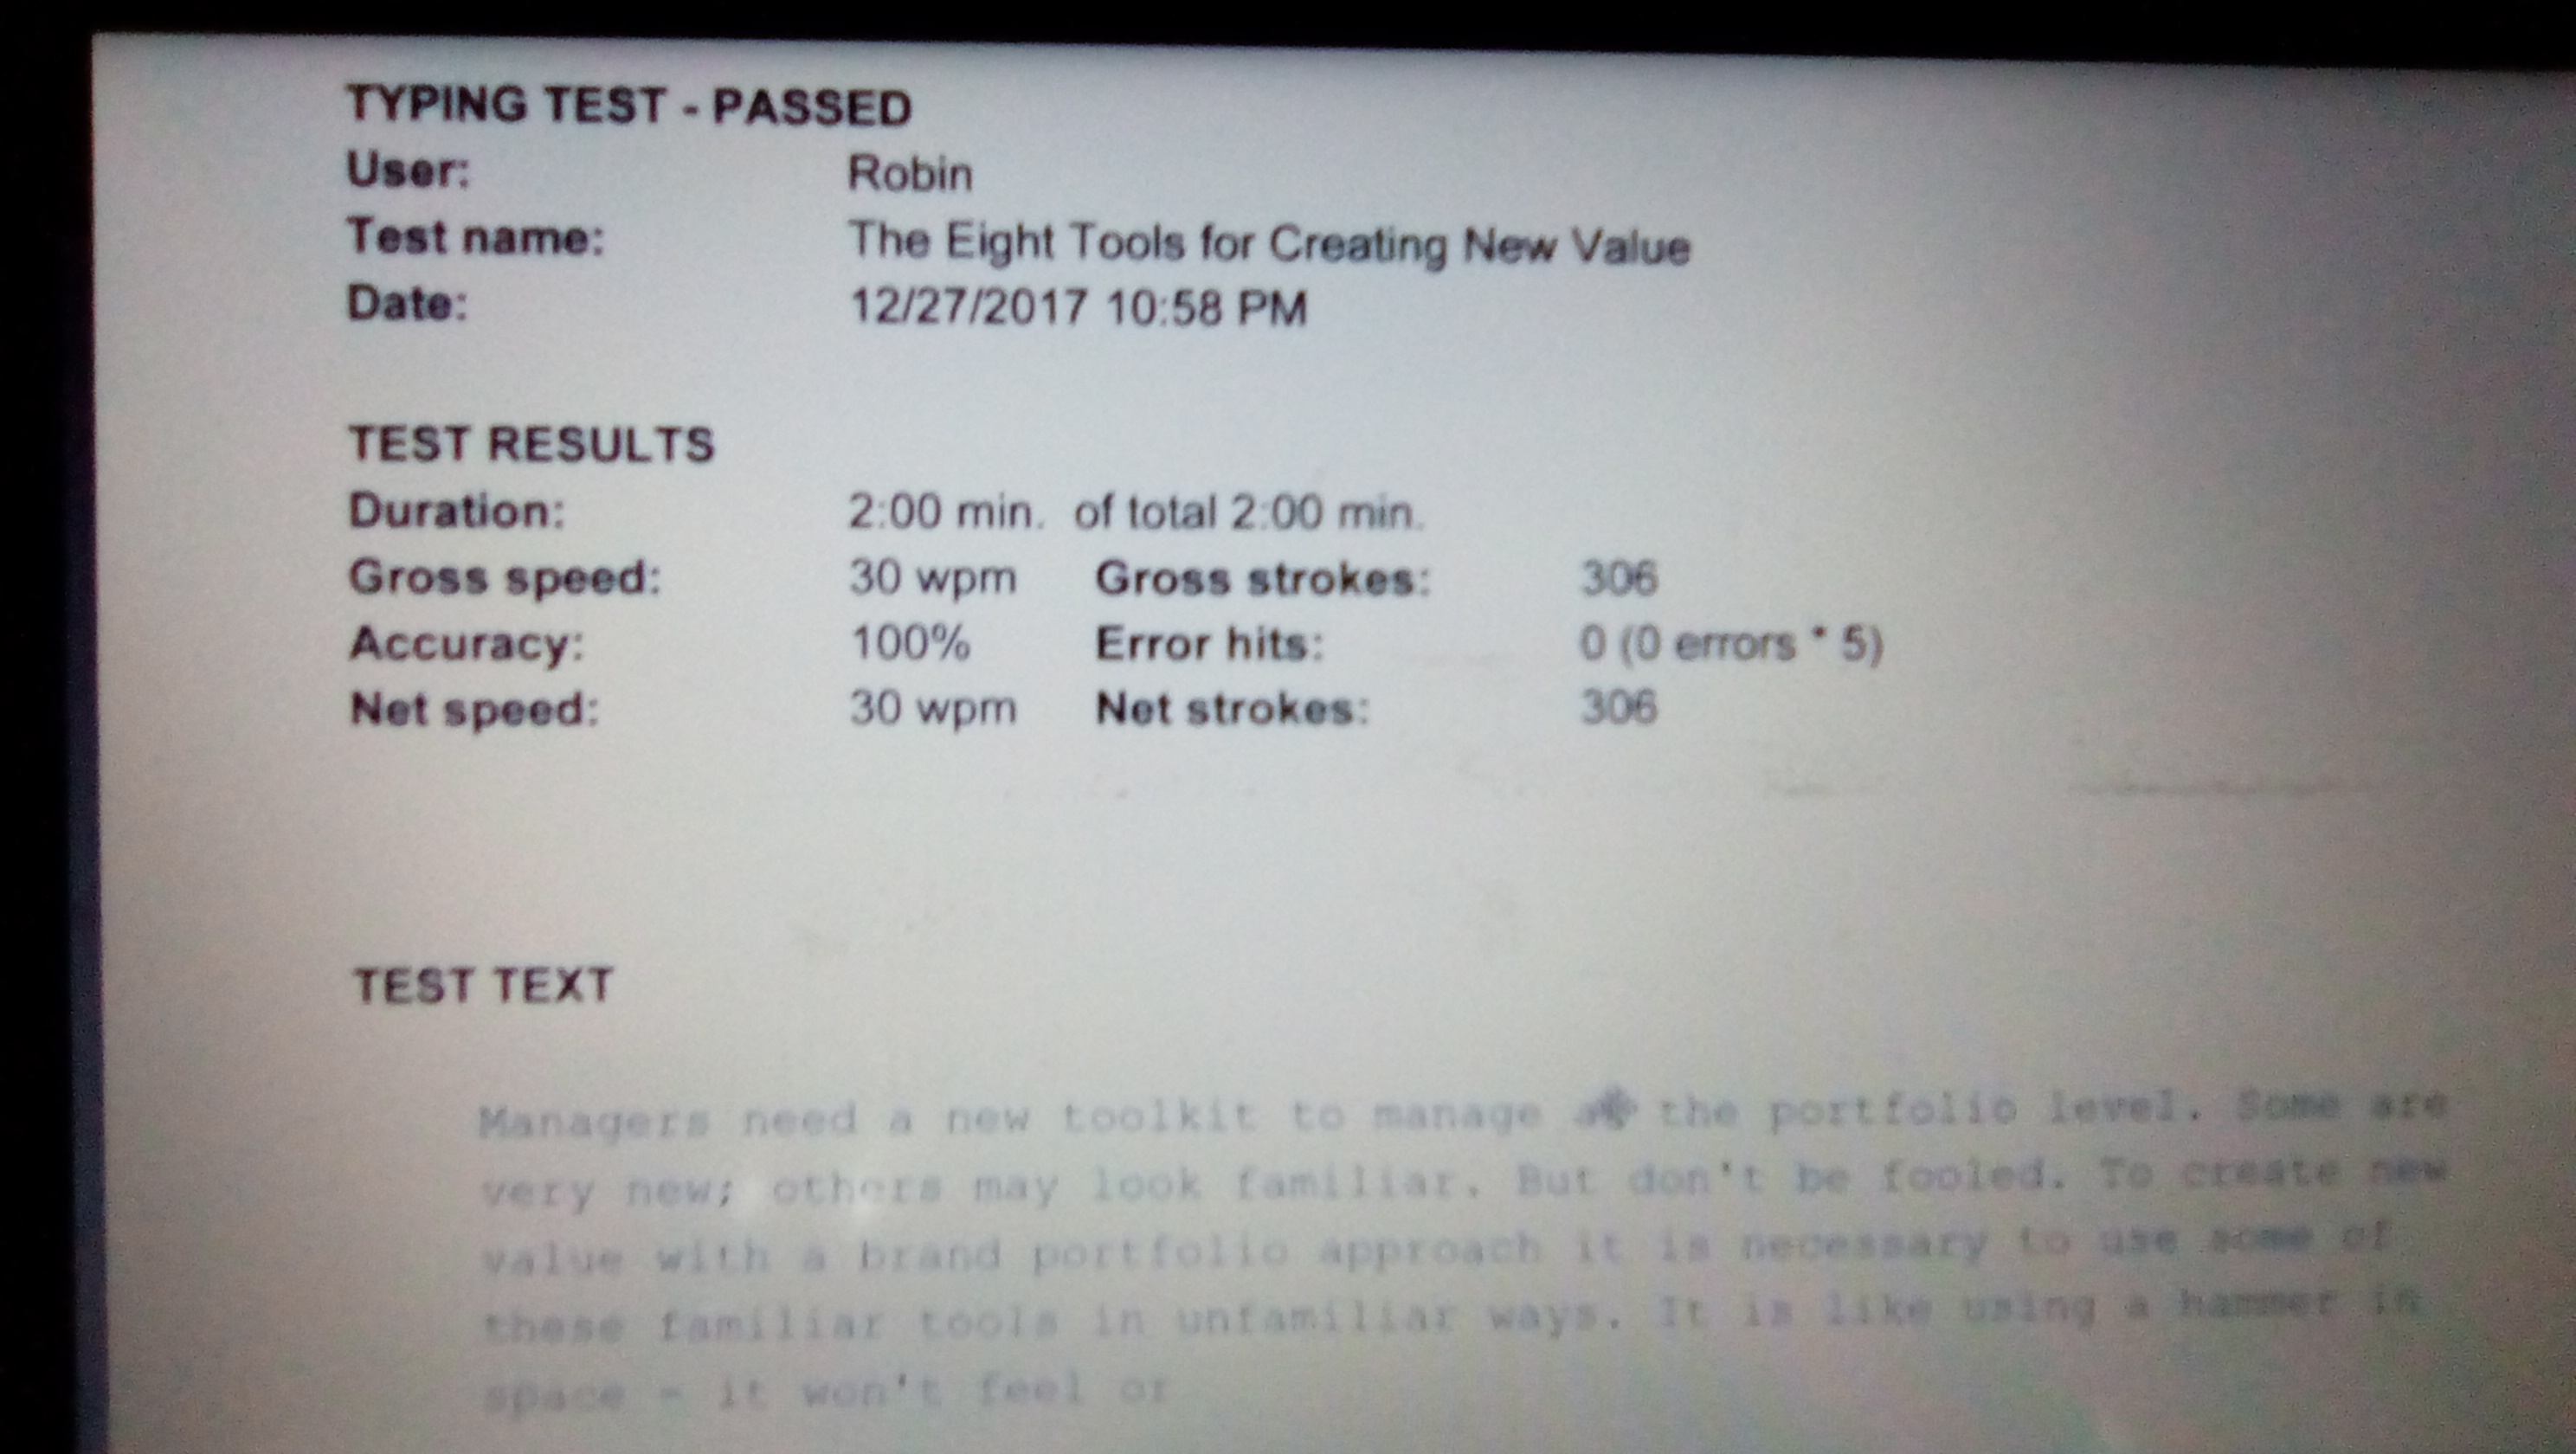 TYPING TEST - PASSED
User: Robin
Test name: The Eight Tools for Creating New Value
Date: 12/27/2017 10:58 PM
TEST RESULTS
Duration: 2:00 min. of total 2:00 min.
Gross speed: 30 wpm Gross strokes: 306
Accuracy: 100% Error hits: 0 (0 errors * 5)
Net speed: 30 wpm Net strokes: 306
TEST TEXT
Managers need a new toolkit to manage at the portfolio level. Some are
very new; others may look familiar. But don't be fooled. To create new
value with a brand portfolio approach it is necessary to use some of
these familiar tools in unfamiliar ways. It is like using a hammer in
space - it won't feel or